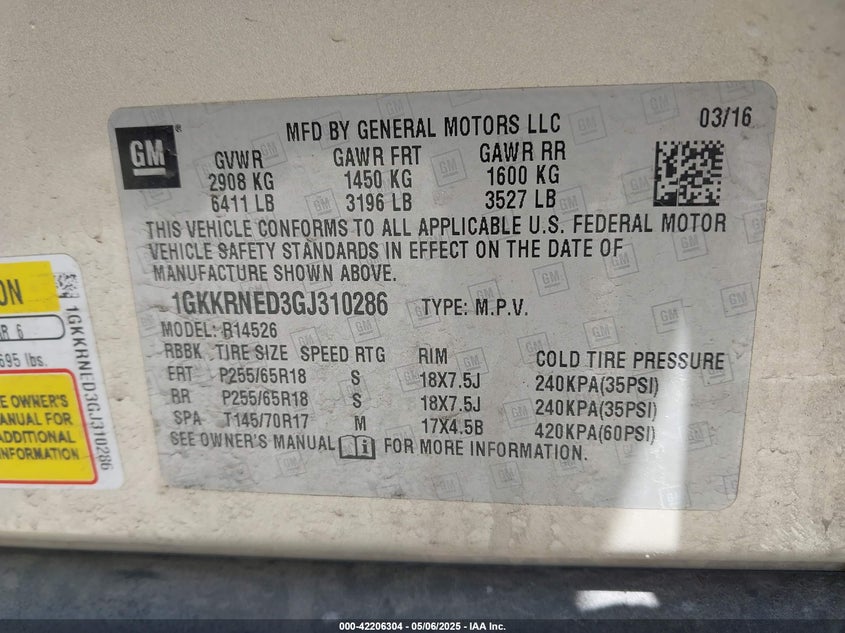 GM
MFD BY GENERAL MOTORS LLC
03/16
GVWR GAWR FRT GAWR RR
2908 KG 1450 KG 1600 KG
6411 LB 3196 LB 3527 LB
THIS VEHICLE CONFORMS TO ALL APPLICABLE U.S. FEDERAL MOTOR
VEHICLE SAFETY STANDARDS IN EFFECT ON THE DATE OF
MANUFACTURE SHOWN ABOVE.
1GKKRNED3GJ310286 TYPE: M.P.V.
MODEL: R14526
RBBK TIRE SIZE SPEED RTG RIM COLD TIRE PRESSURE
FRT P255/65R18 S 18X7.5J 240KPA(35PSI)
RR P255/65R18 S 18X7.5J 240KPA(35PSI)
SPA T145/70R17 M 17X4.5B 420KPA(60PSI)
SEE OWNER'S MANUAL FOR MORE INFORMATION.
ON
R 6
695 lbs.
E OWNER'S
ANUAL FOR
ADDITIONAL
INFORMATION
1GKKRNED3GJ310286
000-42206304 - 05/06/2025 - IAA Inc.